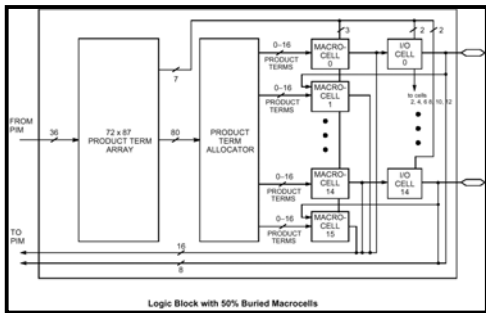 3 2 2
0–16
PRODUCT
TERMS
MACRO-
CELL
0
I/O
CELL
0
7
0–16
PRODUCT
TERMS
MACRO-
CELL
1
to cells
2, 4, 6 8, 10, 12
FROM
PIM
36
72 x 87
PRODUCT TERM
ARRAY
80
PRODUCT
TERM
ALLOCATOR
0–16
PRODUCT
TERMS
MACRO-
CELL
14
I/O
CELL
14
0–16
PRODUCT
TERMS
MACRO-
CELL
15
TO
PIM
16
8
Logic Block with 50% Buried Macrocells